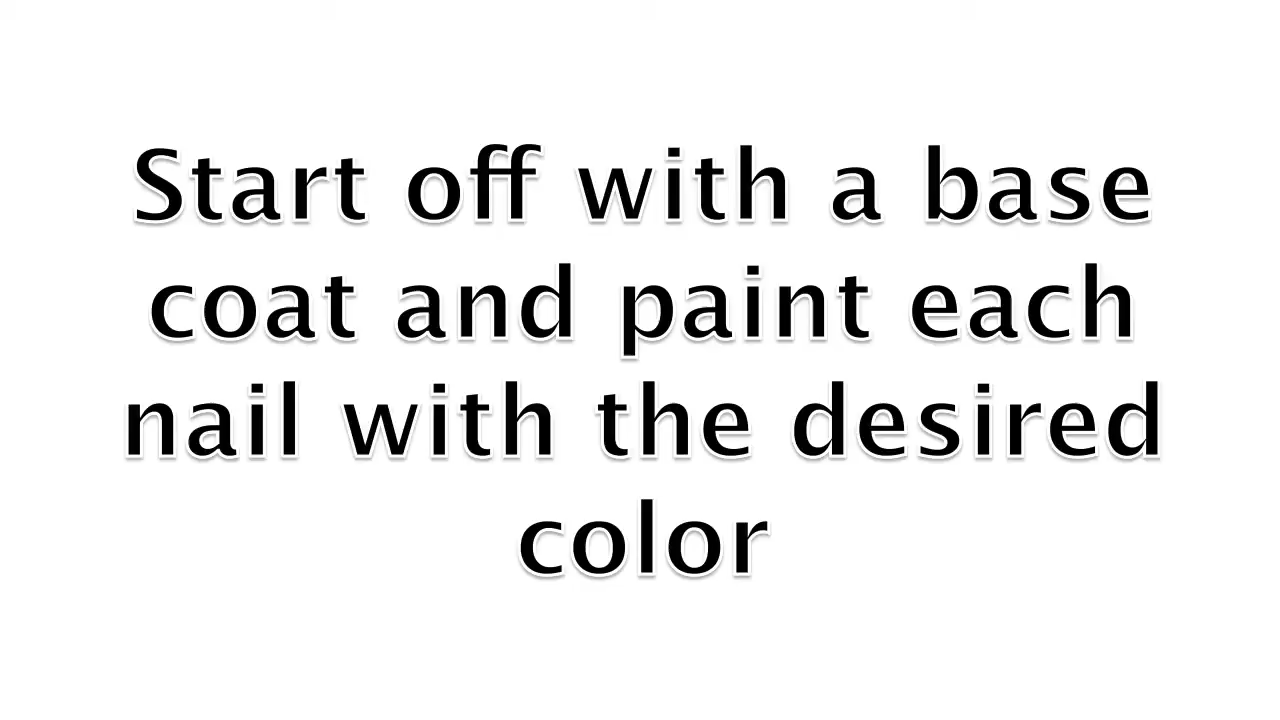 Start off with a base
coat and paint each
nail with the desired
color